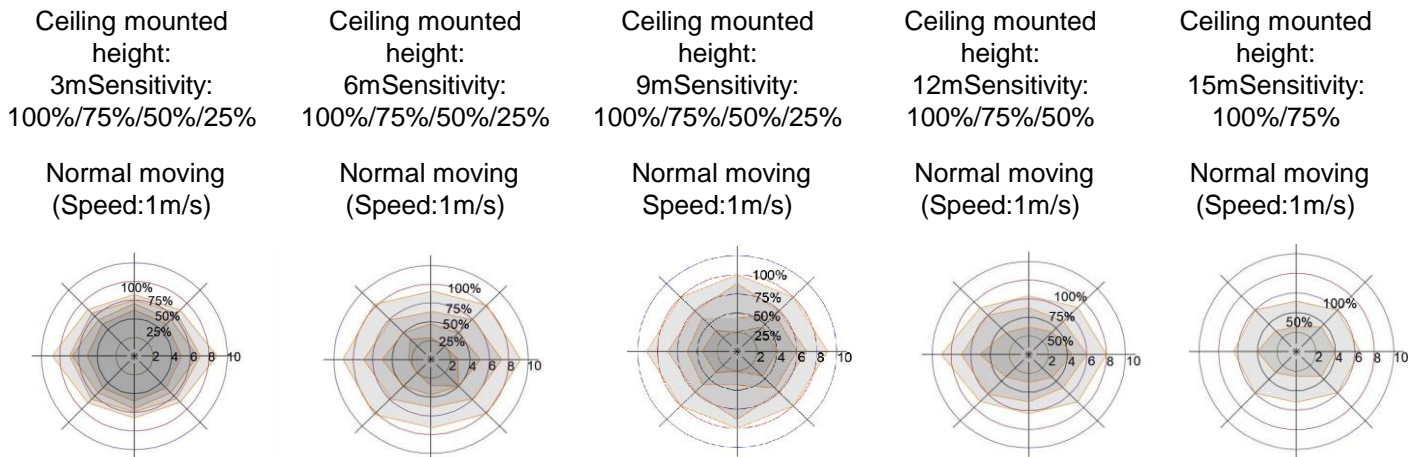 Ceiling mounted
height:
3mSensitivity:
100%/75%/50%/25%
Normal moving
(Speed:1m/s)
100%
75%
50%
25%
2 4 6 8 10
Ceiling mounted
height:
6mSensitivity:
100%/75%/50%/25%
Normal moving
(Speed:1m/s)
100%
75%
50%
25%
2 4 6 8 10
Ceiling mounted
height:
9mSensitivity:
100%/75%/50%/25%
Normal moving
Speed:1m/s)
100%
75%
50%
25%
2 4 6 8 10
Ceiling mounted
height:
12mSensitivity:
100%/75%/50%
Normal moving
(Speed:1m/s)
100%
75%
50%
2 4 6 8 10
Ceiling mounted
height:
15mSensitivity:
100%/75%
Normal moving
(Speed:1m/s)
100%
50%
2 4 6 8 10